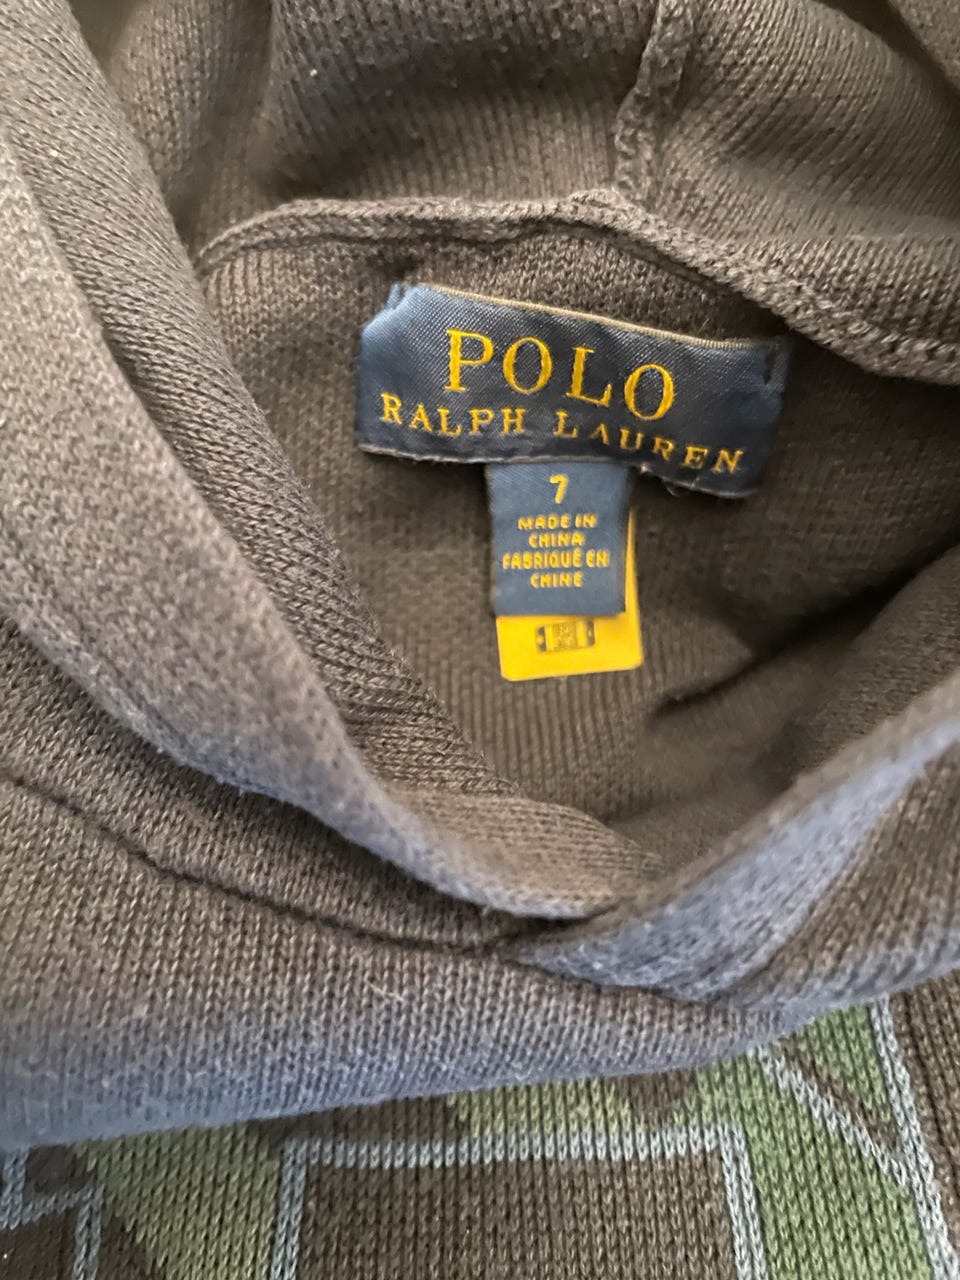 POLO
RALPH LAUREN
7
MADE IN
CHINA
FABRIQUÉ EN
CHINE